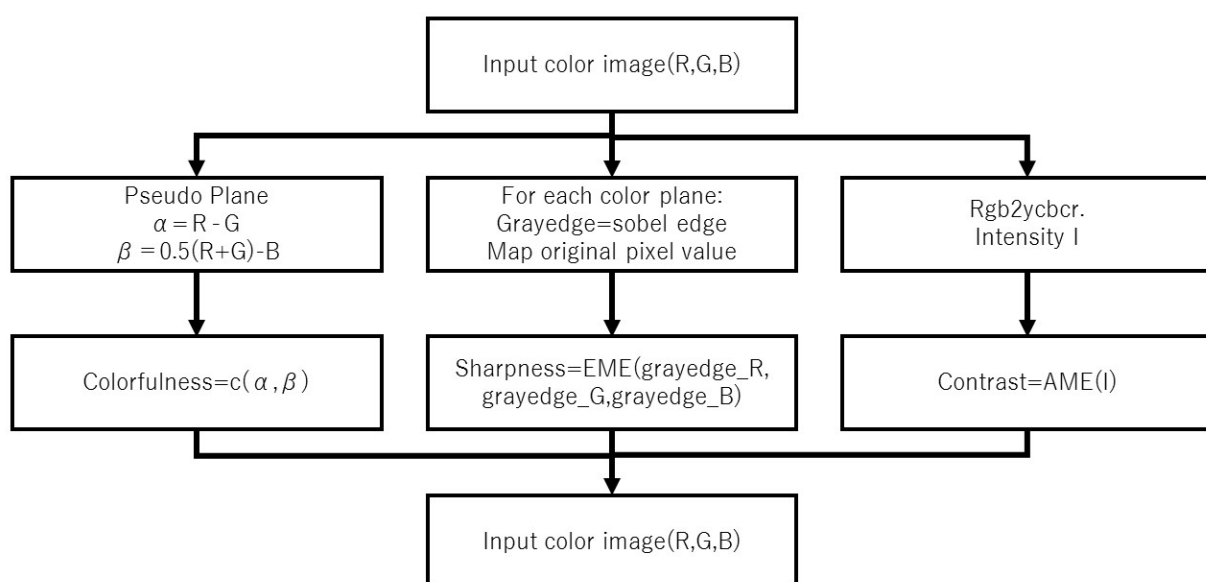 Input color image(R,G,B)
Pseudo Plane
α=R-G
β=0.5(R+G)-B
For each color plane:
Grayedge=sobel edge
Map original pixel value
Rgb2ycbcr.
Intensity I
Colorfulness=c(α,β)
Sharpness=EME(grayedge_R,
grayedge_G,grayedge_B)
Contrast=AME(I)
Input color image(R,G,B)